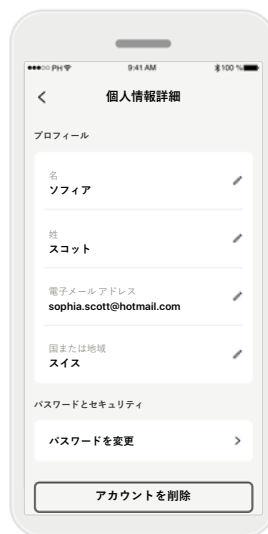 PH 9:41 AM 100 %
個人情報詳細
プロフィール
名
ソフィア
姓
スコット
電子メール アドレス
sophia.scott@hotmail.com
国または地域
スイス
パスワードとセキュリティ
パスワードを変更
アカウントを削除